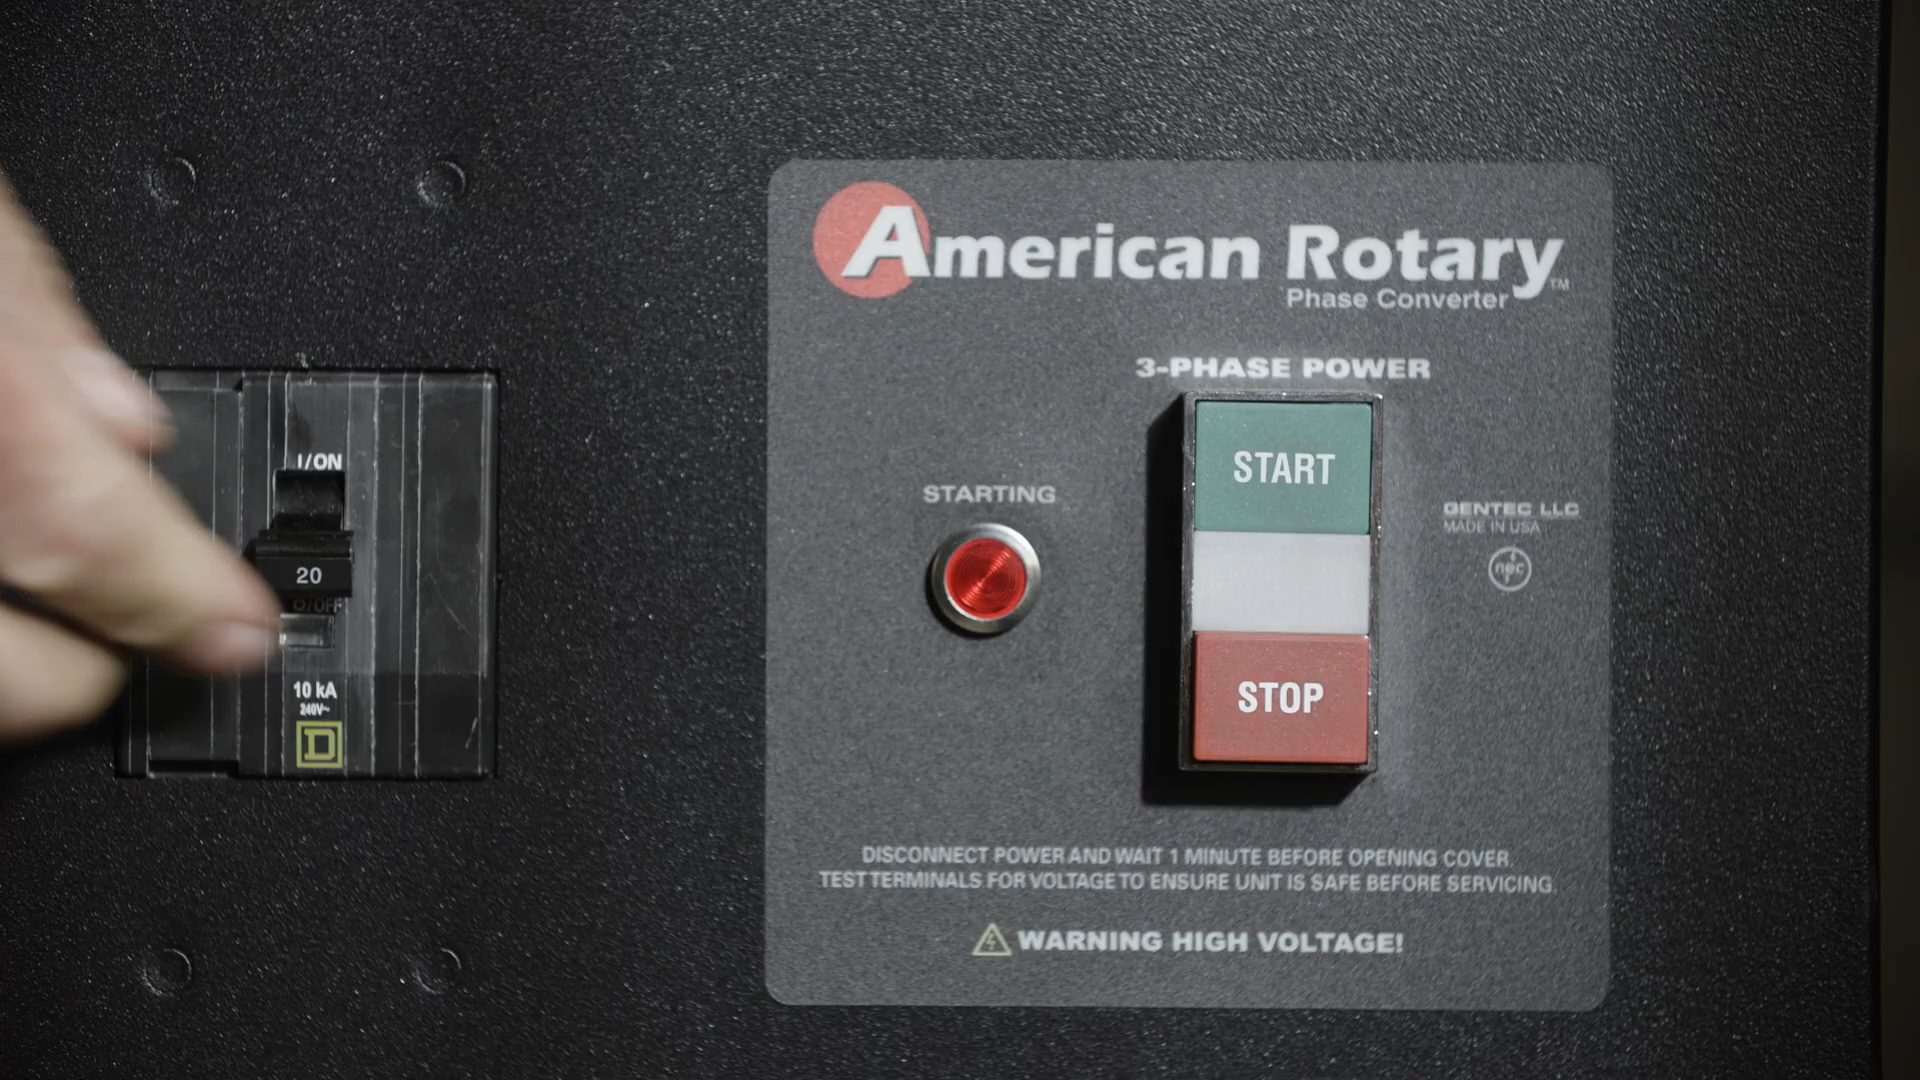 American Rotary™
Phase Converter
3-PHASE POWER
I/ON
START
STARTING
GENTEC LLC
MADE IN USA
nec
20
O/OFF
STOP
10 kA
240V~
D
DISCONNECT POWER AND WAIT 1 MINUTE BEFORE OPENING COVER.
TEST TERMINALS FOR VOLTAGE TO ENSURE UNIT IS SAFE BEFORE SERVICING.
WARNING HIGH VOLTAGE!